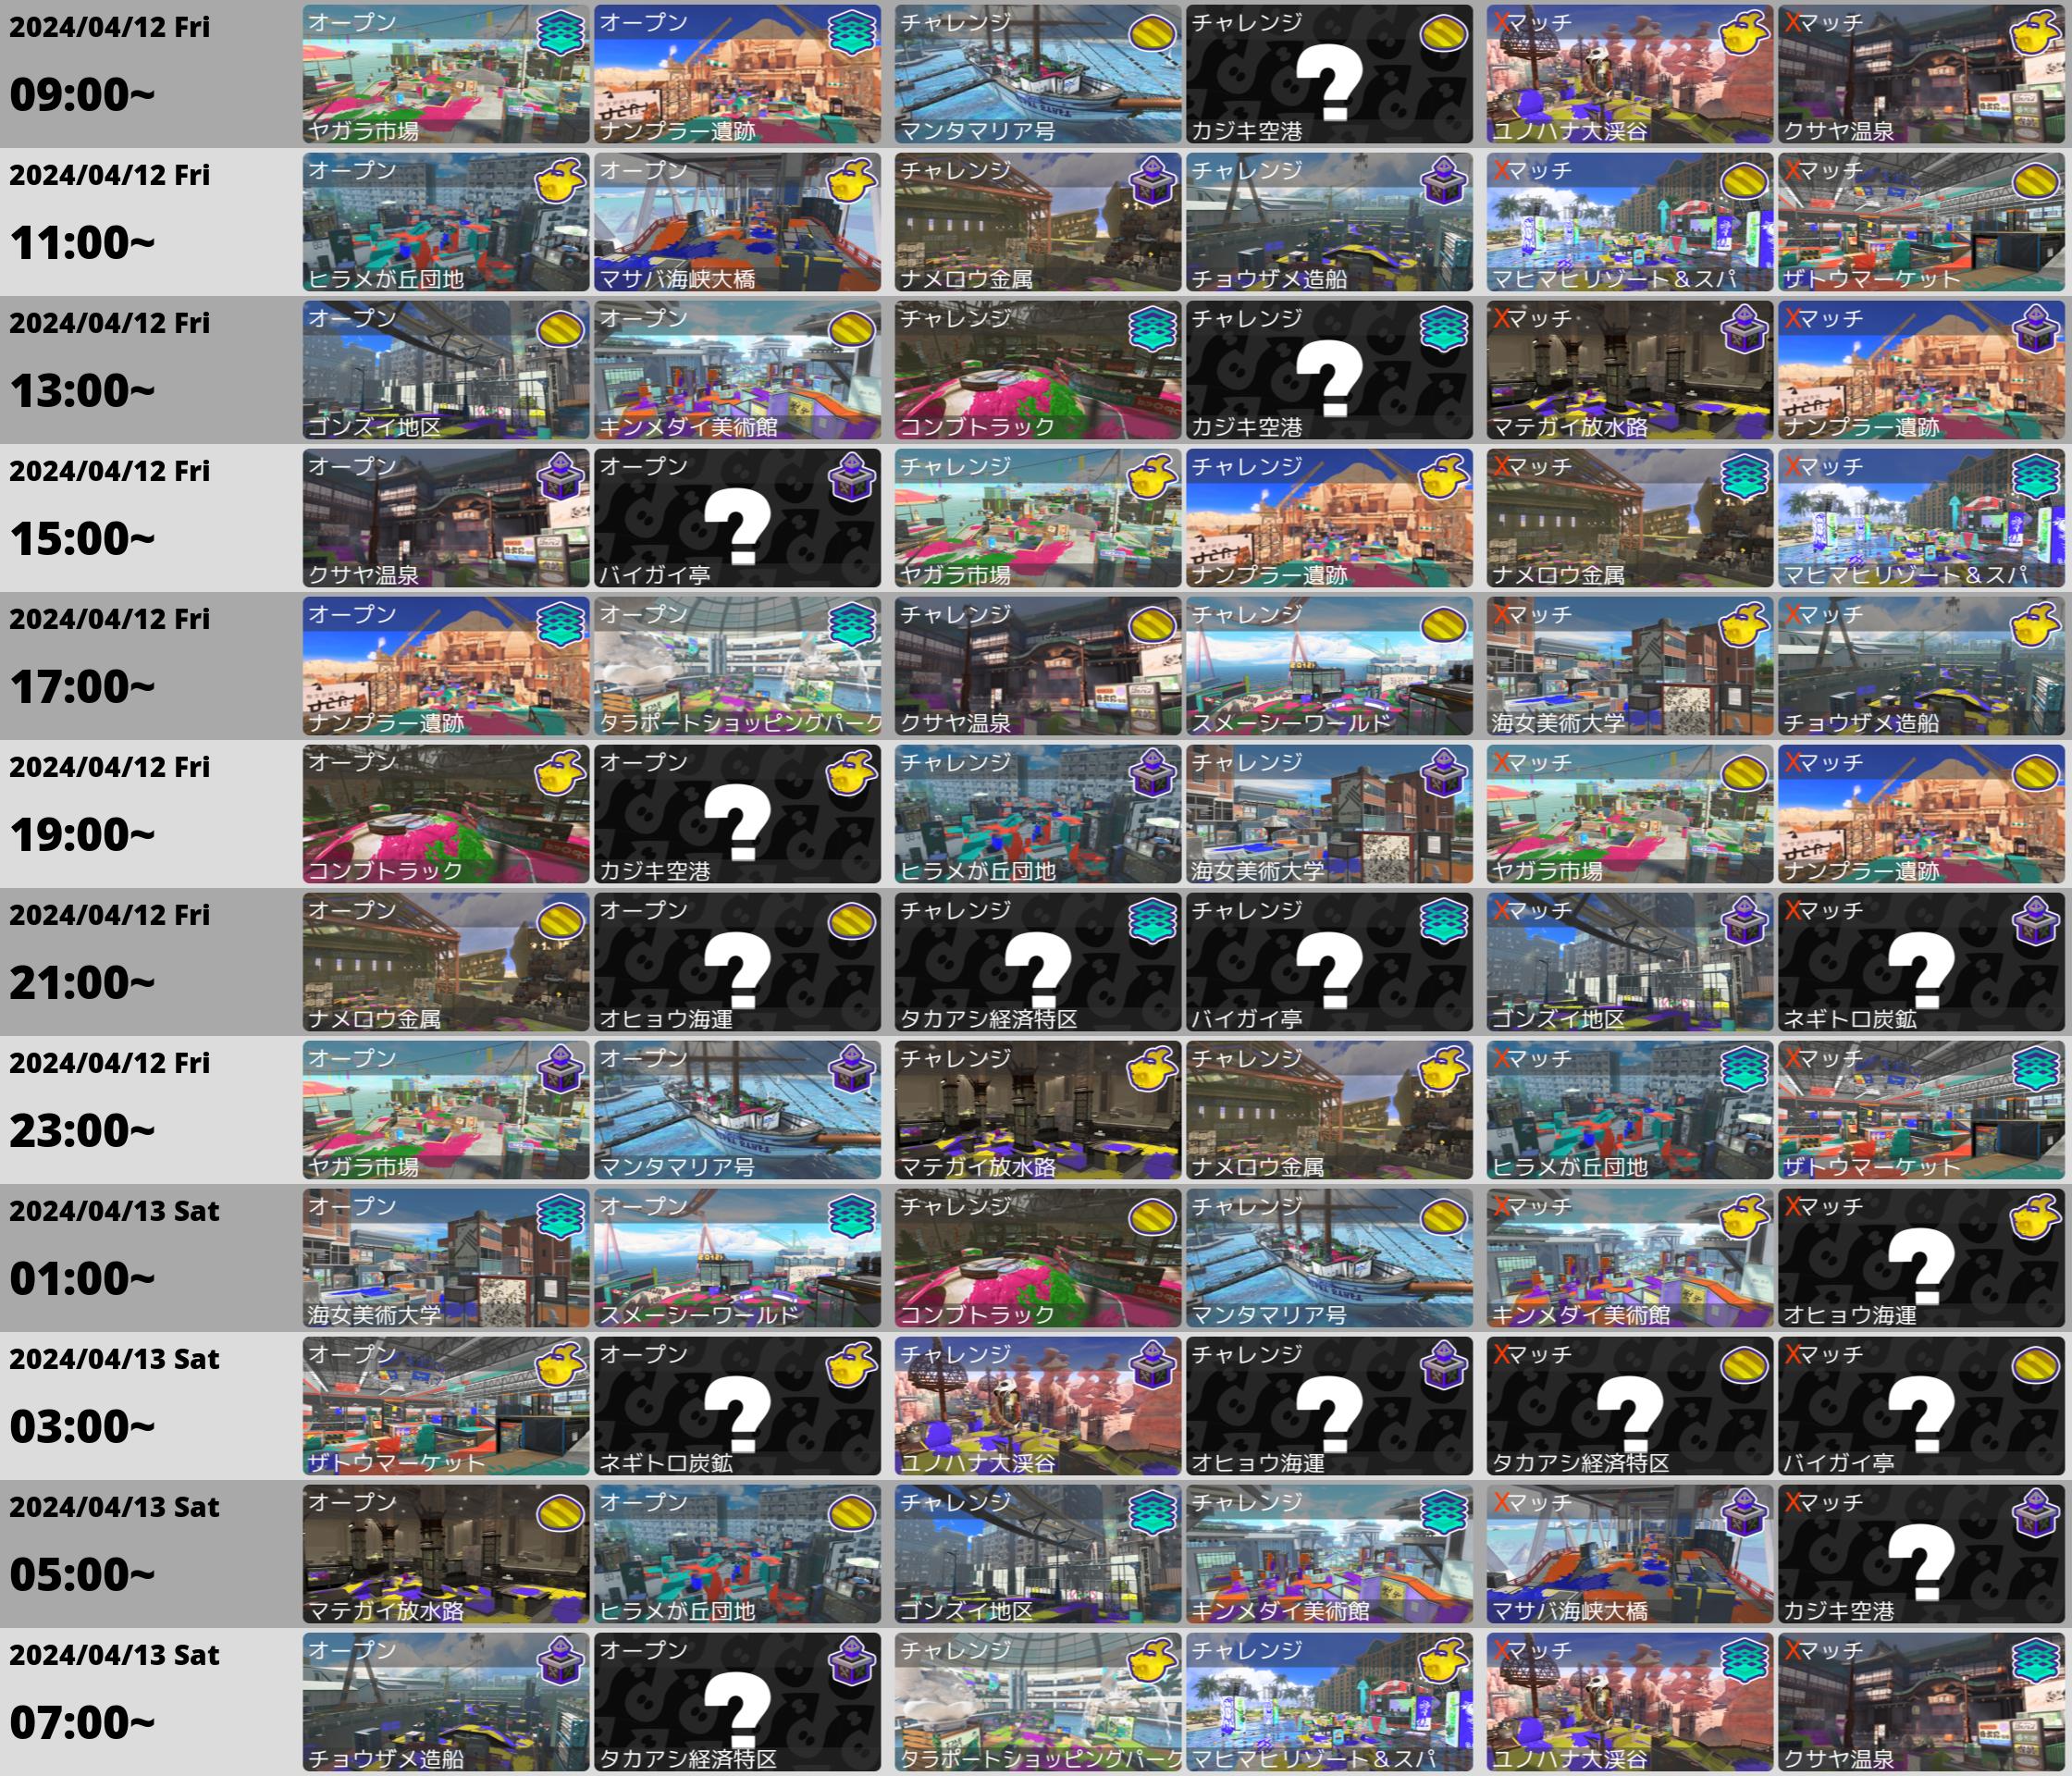 2024/04/12 Fri
09:00~
オープン
ヤガラ市場
オープン
ナンプラー遺跡
チャレンジ
マンタマリア号
チャレンジ
カジキ空港
Xマッチ
ユノハナ大渓谷
Xマッチ
クサヤ温泉
2024/04/12 Fri
11:00~
オープン
ヒラメが丘団地
オープン
マサバ海峡大橋
チャレンジ
ナメロウ金属
チャレンジ
チョウザメ造船
Xマッチ
マヒマヒリゾート＆スパ
Xマッチ
ザトウマーケット
2024/04/12 Fri
13:00~
オープン
ゴンズイ地区
オープン
キンメダイ美術館
チャレンジ
コンブトラック
チャレンジ
カジキ空港
Xマッチ
マテガイ放水路
Xマッチ
ナンプラー遺跡
2024/04/12 Fri
15:00~
オープン
クサヤ温泉
オープン
バイガイ亭
チャレンジ
ヤガラ市場
チャレンジ
ナンプラー遺跡
Xマッチ
ナメロウ金属
Xマッチ
マヒマヒリゾート＆スパ
2024/04/12 Fri
17:00~
オープン
ナンプラー遺跡
オープン
タラポートショッピングパーク
チャレンジ
クサヤ温泉
チャレンジ
スメーシーワールド
Xマッチ
海女美術大学
Xマッチ
チョウザメ造船
2024/04/12 Fri
19:00~
オープン
コンブトラック
オープン
カジキ空港
チャレンジ
ヒラメが丘団地
チャレンジ
海女美術大学
Xマッチ
ヤガラ市場
Xマッチ
ナンプラー遺跡
2024/04/12 Fri
21:00~
オープン
ナメロウ金属
オープン
オヒョウ海運
チャレンジ
タカアシ経済特区
チャレンジ
バイガイ亭
Xマッチ
ゴンズイ地区
Xマッチ
ネギトロ炭鉱
2024/04/12 Fri
23:00~
オープン
ヤガラ市場
オープン
マンタマリア号
チャレンジ
マテガイ放水路
チャレンジ
ナメロウ金属
Xマッチ
ヒラメが丘団地
Xマッチ
ザトウマーケット
2024/04/13 Sat
01:00~
オープン
海女美術大学
オープン
スメーシーワールド
チャレンジ
コンブトラック
チャレンジ
マンタマリア号
Xマッチ
キンメダイ美術館
Xマッチ
オヒョウ海運
2024/04/13 Sat
03:00~
オープン
ザトウマーケット
オープン
ネギトロ炭鉱
チャレンジ
ユノハナ大渓谷
チャレンジ
オヒョウ海運
Xマッチ
タカアシ経済特区
Xマッチ
バイガイ亭
2024/04/13 Sat
05:00~
オープン
マテガイ放水路
オープン
ヒラメが丘団地
チャレンジ
ゴンズイ地区
チャレンジ
キンメダイ美術館
Xマッチ
マサバ海峡大橋
Xマッチ
カジキ空港
2024/04/13 Sat
07:00~
オープン
チョウザメ造船
オープン
タカアシ経済特区
チャレンジ
タラポートショッピングパーク
チャレンジ
マヒマヒリゾート＆スパ
Xマッチ
ユノハナ大渓谷
Xマッチ
クサヤ温泉